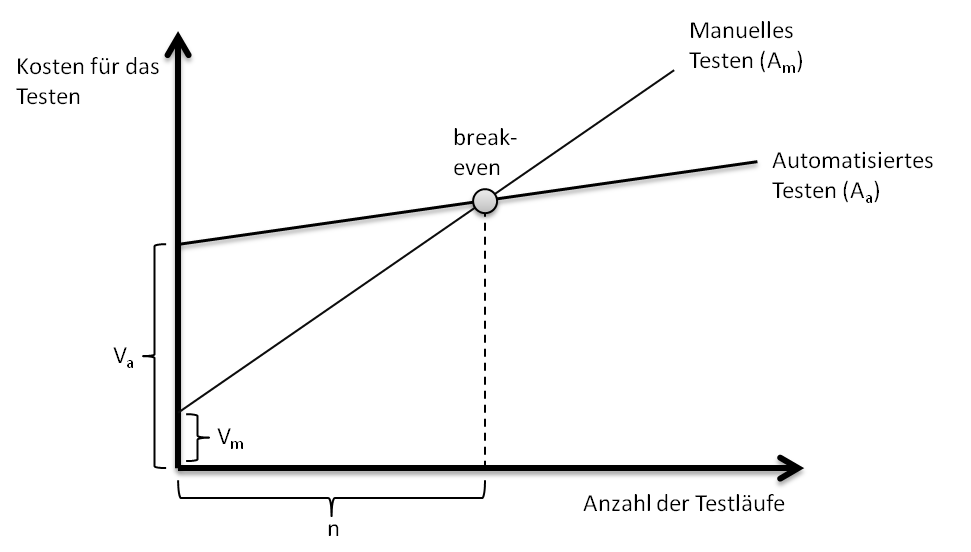 Manuelles
Testen (Am)
Kosten für das
Testen
break-
even
Automatisiertes
Testen (Aa)
Va
Vm
Anzahl der Testläufe
n